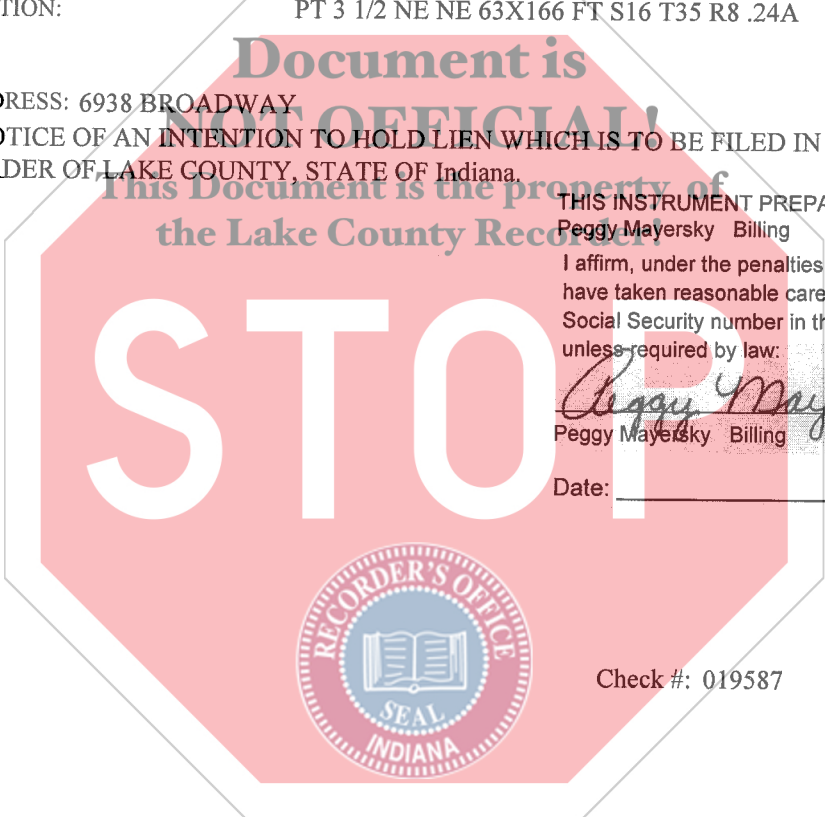 TION: PT 3 1/2 NE NE 63X166 FT S16 T35 R8 .24A
Document is
NOT OFFICIAL!
DRESS: 6938 BROADWAY
OTICE OF AN INTENTION TO HOLD LIEN WHICH IS TO BE FILED IN
DER OF LAKE COUNTY, STATE OF Indiana.
This Document is the property of
the Lake County Recorder!
THIS INSTRUMENT PREPA
Peggy Mayersky Billing
I affirm, under the penalties
have taken reasonable care
Social Security number in th
unless required by law:
Peggy May
Peggy Mayersky Billing
Date:
STOP
RECORDER'S OFFICE
SEAL
INDIANA
Check #: 019587